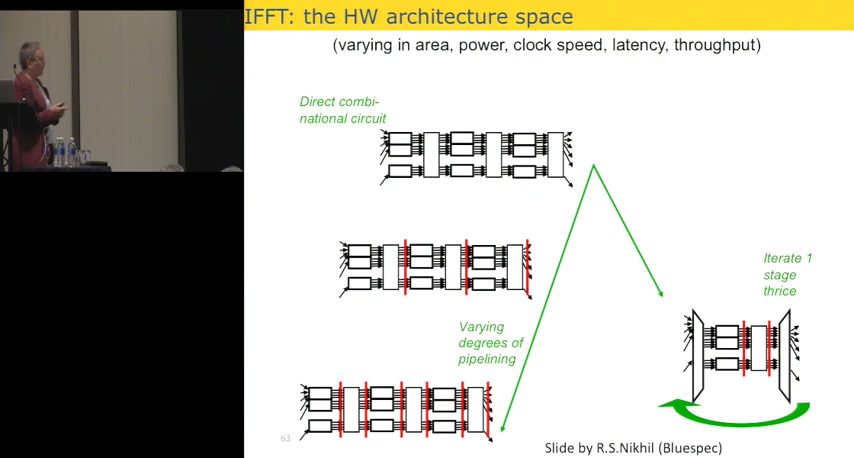 IFFT: the HW architecture space
(varying in area, power, clock speed, latency, throughput)
Direct combi-
national circuit
Iterate 1
stage
thrice
Varying
degrees of
pipelining
63
Slide by R.S.Nikhil (Bluespec)